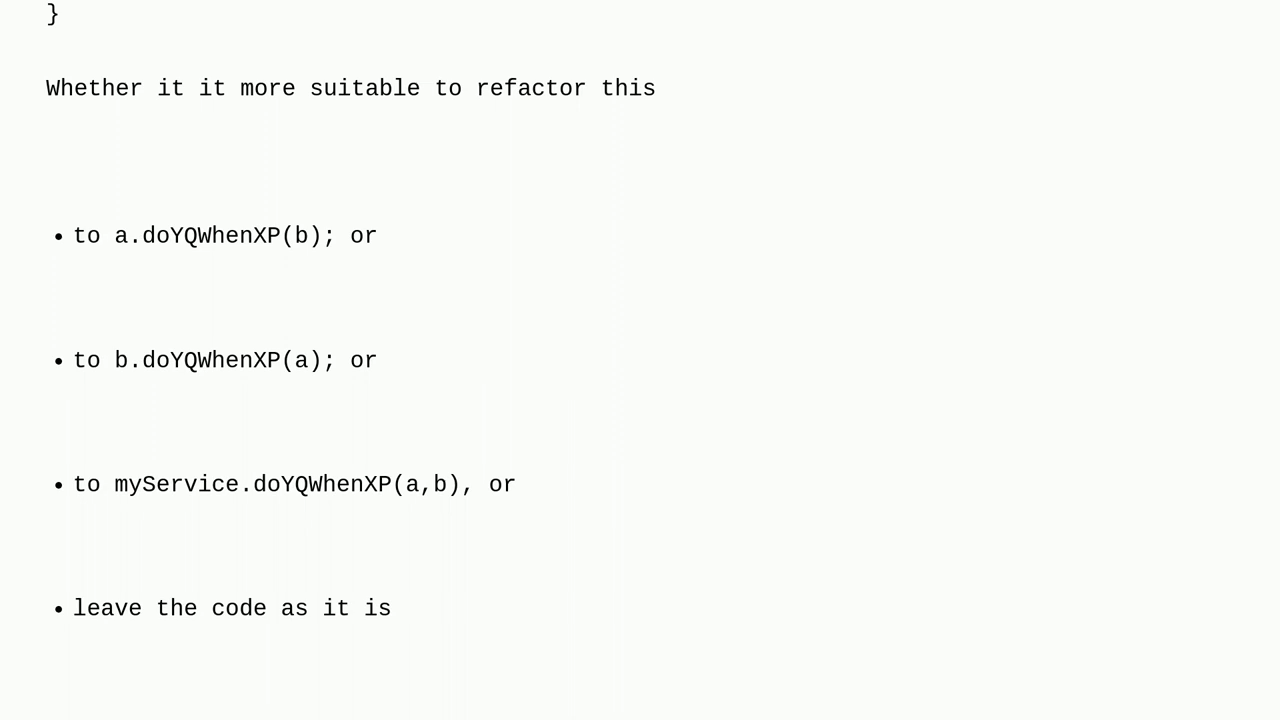 }
Whether it it more suitable to refactor this
• to a.doYQWhenXP(b); or
• to b.doYQWhenXP(a); or
• to myService.doYQWhenXP(a,b), or
• leave the code as it is